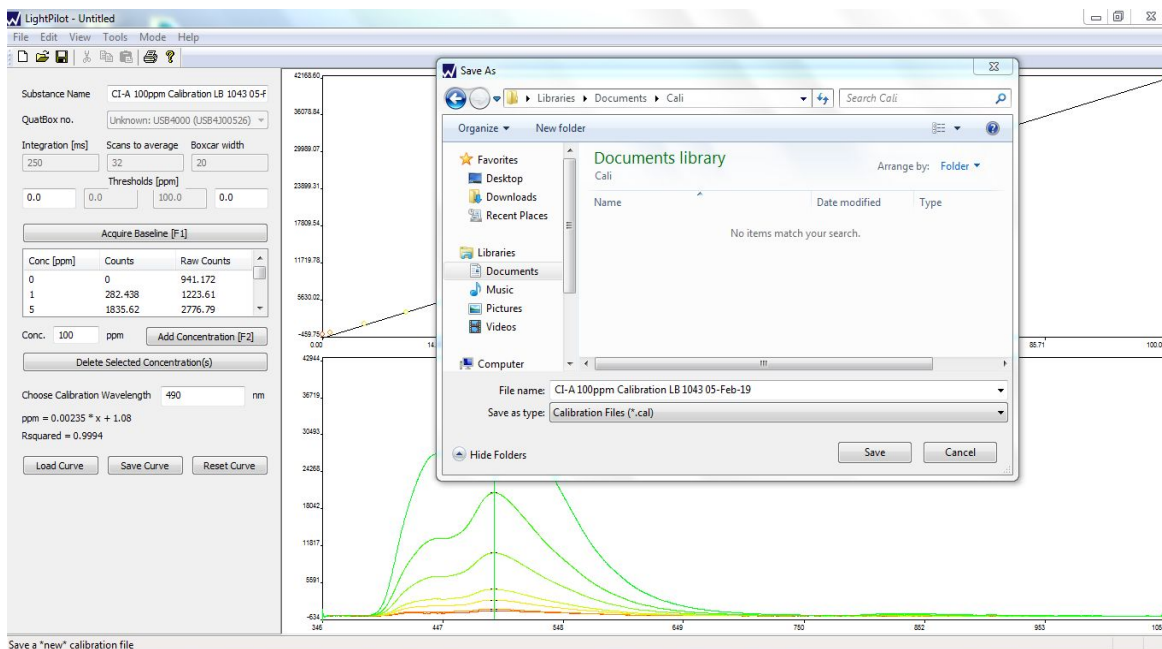 LightPilot - Untitled
File Edit View Tools Mode Help
Substance Name CI-A 100ppm Calibration LB 1043 05-F
QuatBox no. Unknown: USB4000 (USB4J00526)
Integration [ms] Scans to average Boxcar width
250 32 20
Thresholds [ppm]
0.0 0.0 100.0 0.0
Acquire Baseline [F1]
Conc [ppm] Counts Raw Counts
0 0 941.172
1 282.438 1223.61
5 1835.62 2776.79
Conc. 100 ppm Add Concentration [F2]
Delete Selected Concentration(s)
Choose Calibration Wavelength 490 nm
ppm = 0.00235 * x + 1.08
Rsquared = 0.9994
Load Curve Save Curve Reset Curve
42168.60
36078.84
29989.07
23899.31
17809.54
11719.78
5630.02
-459.75
0.00 14. 85.71 100.0
42944
36719
30493
24268
18042
11817
5591
-634
346 447 548 649 750 852 953 105
Save As
Libraries Documents Cali Search Cali
Organize New folder
Favorites
Desktop
Downloads
Recent Places
Libraries
Documents
Music
Pictures
Videos
Computer
Documents library
Cali
Arrange by: Folder
Name Date modified Type
No items match your search.
File name: CI-A 100ppm Calibration LB 1043 05-Feb-19
Save as type: Calibration Files (*.cal)
Hide Folders Save Cancel
Save a *new* calibration file